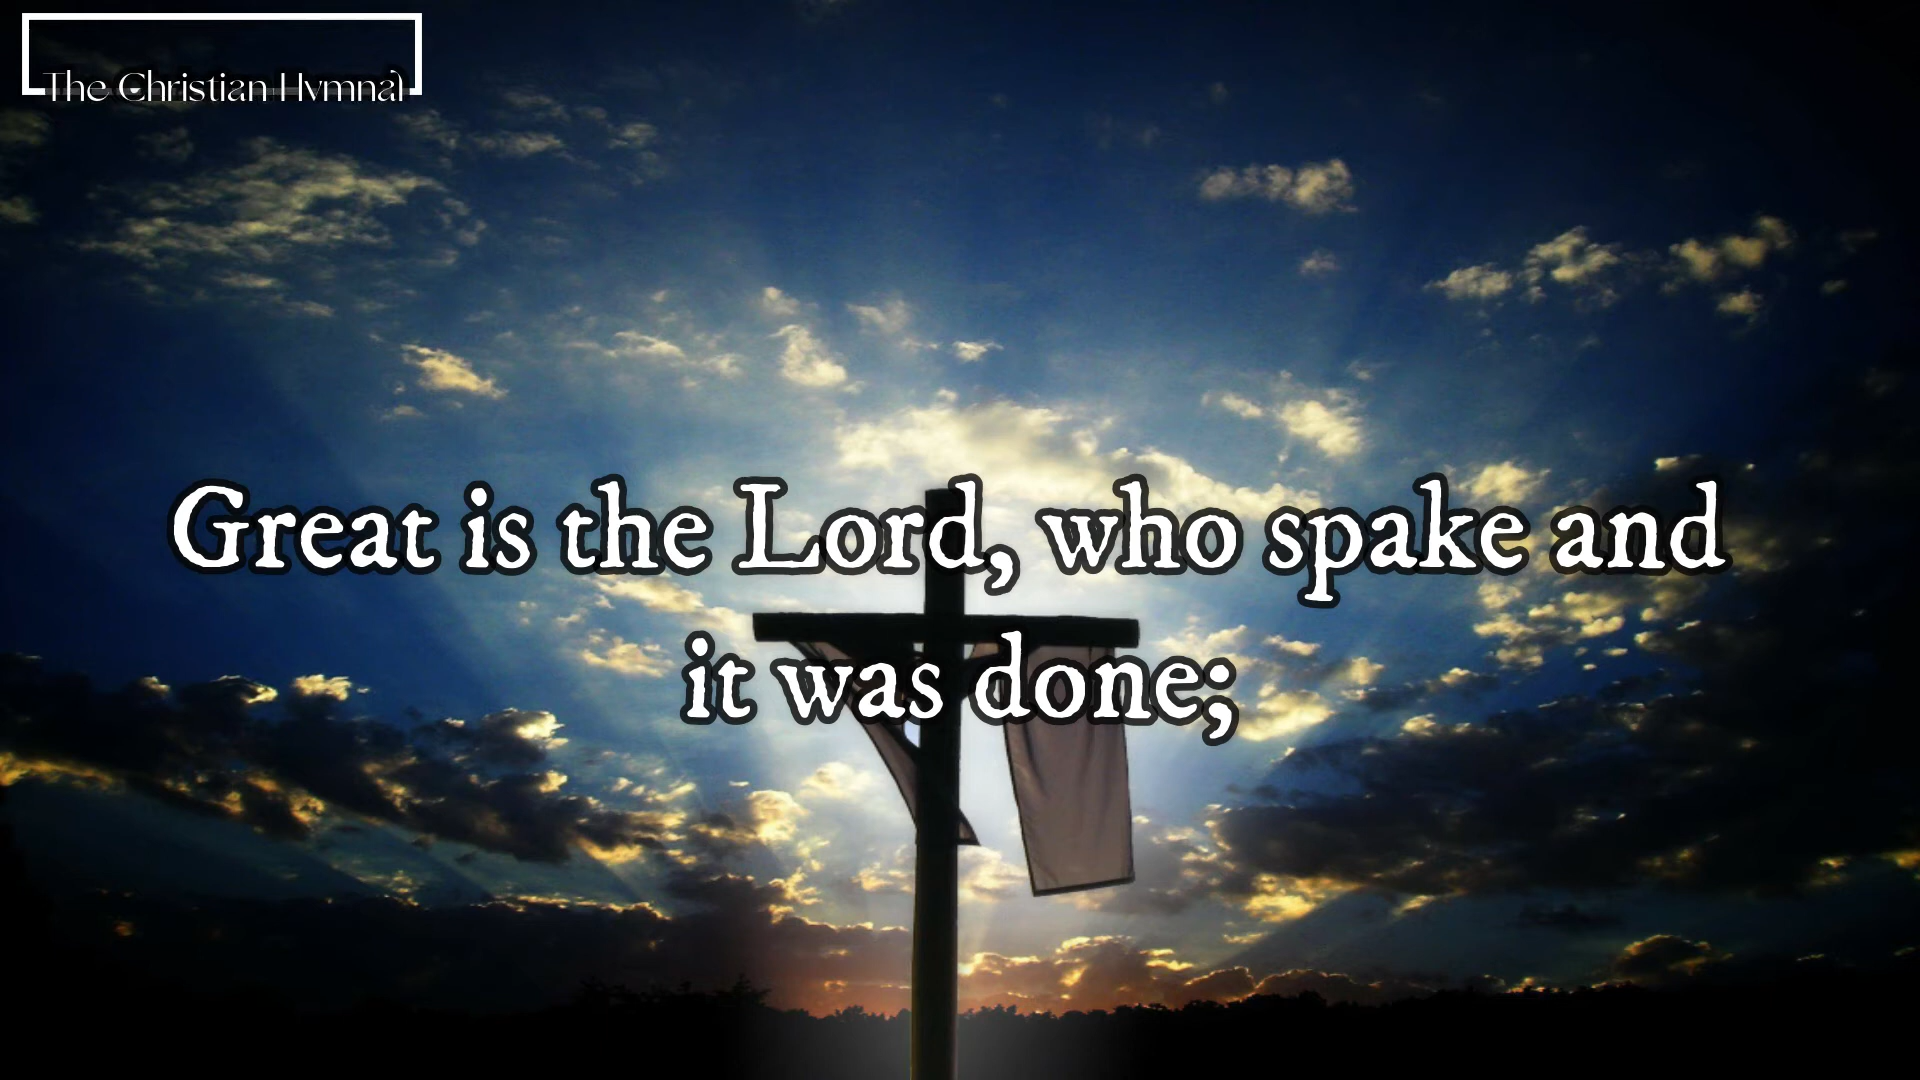 The Christian Hymnal
Great is the Lord, who spake and
it was done;